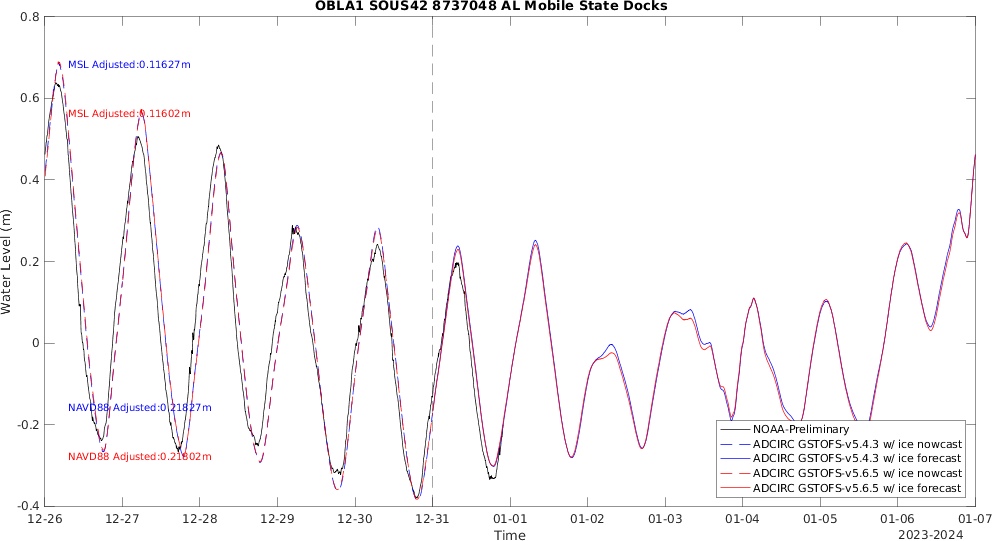 OBLA1 SOUS42 8737048 AL Mobile State Docks
0.8
0.6
0.4
0.2
0
-0.2
-0.4
Water Level (m)
MSL Adjusted:0.11627m
MSL Adjusted:0.11602m
NAVD88 Adjusted:0.21827m
NAVD88 Adjusted:0.21802m
NOAA-Preliminary
ADCIRC GSTOFS-v5.4.3 w/ ice nowcast
ADCIRC GSTOFS-v5.4.3 w/ ice forecast
ADCIRC GSTOFS-v5.6.5 w/ ice nowcast
ADCIRC GSTOFS-v5.6.5 w/ ice forecast
12-26 12-27 12-28 12-29 12-30 12-31 01-01 01-02 01-03 01-04 01-05 01-06 01-07
Time
2023-2024